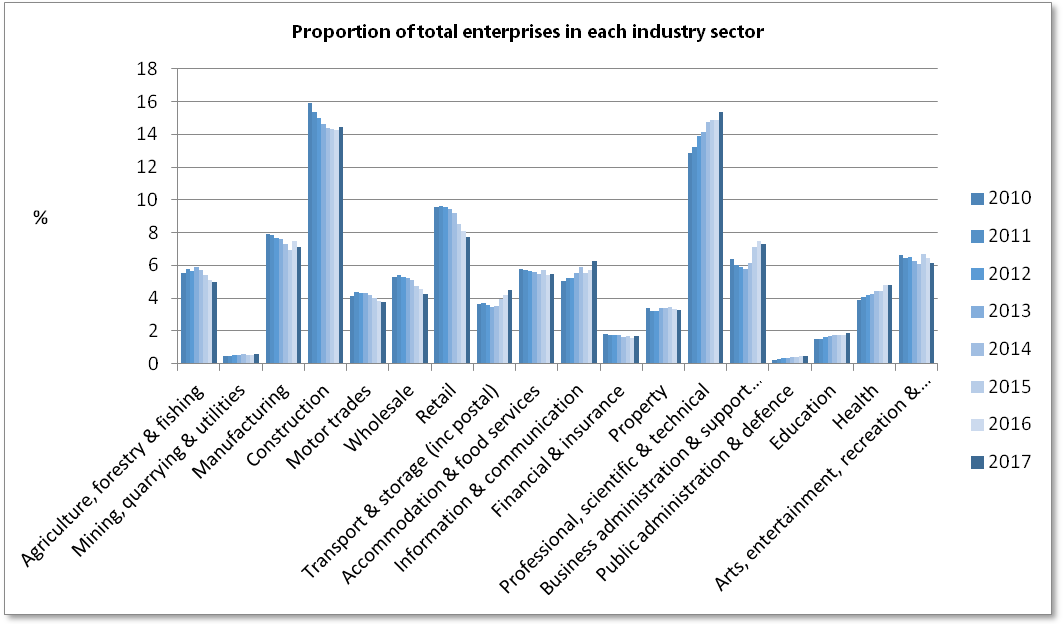 Proportion of total enterprises in each industry sector
18
16
14
12
10
8
6
4
2
0
%
Agriculture, forestry & fishing
Mining, quarrying & utilities
Manufacturing
Construction
Motor trades
Wholesale
Retail
Transport & storage (inc postal)
Accommodation & food services
Information & communication
Financial & insurance
Property
Professional, scientific & technical
Business administration & support...
Public administration & defence
Education
Health
Arts, entertainment, recreation &...
2010
2011
2012
2013
2014
2015
2016
2017